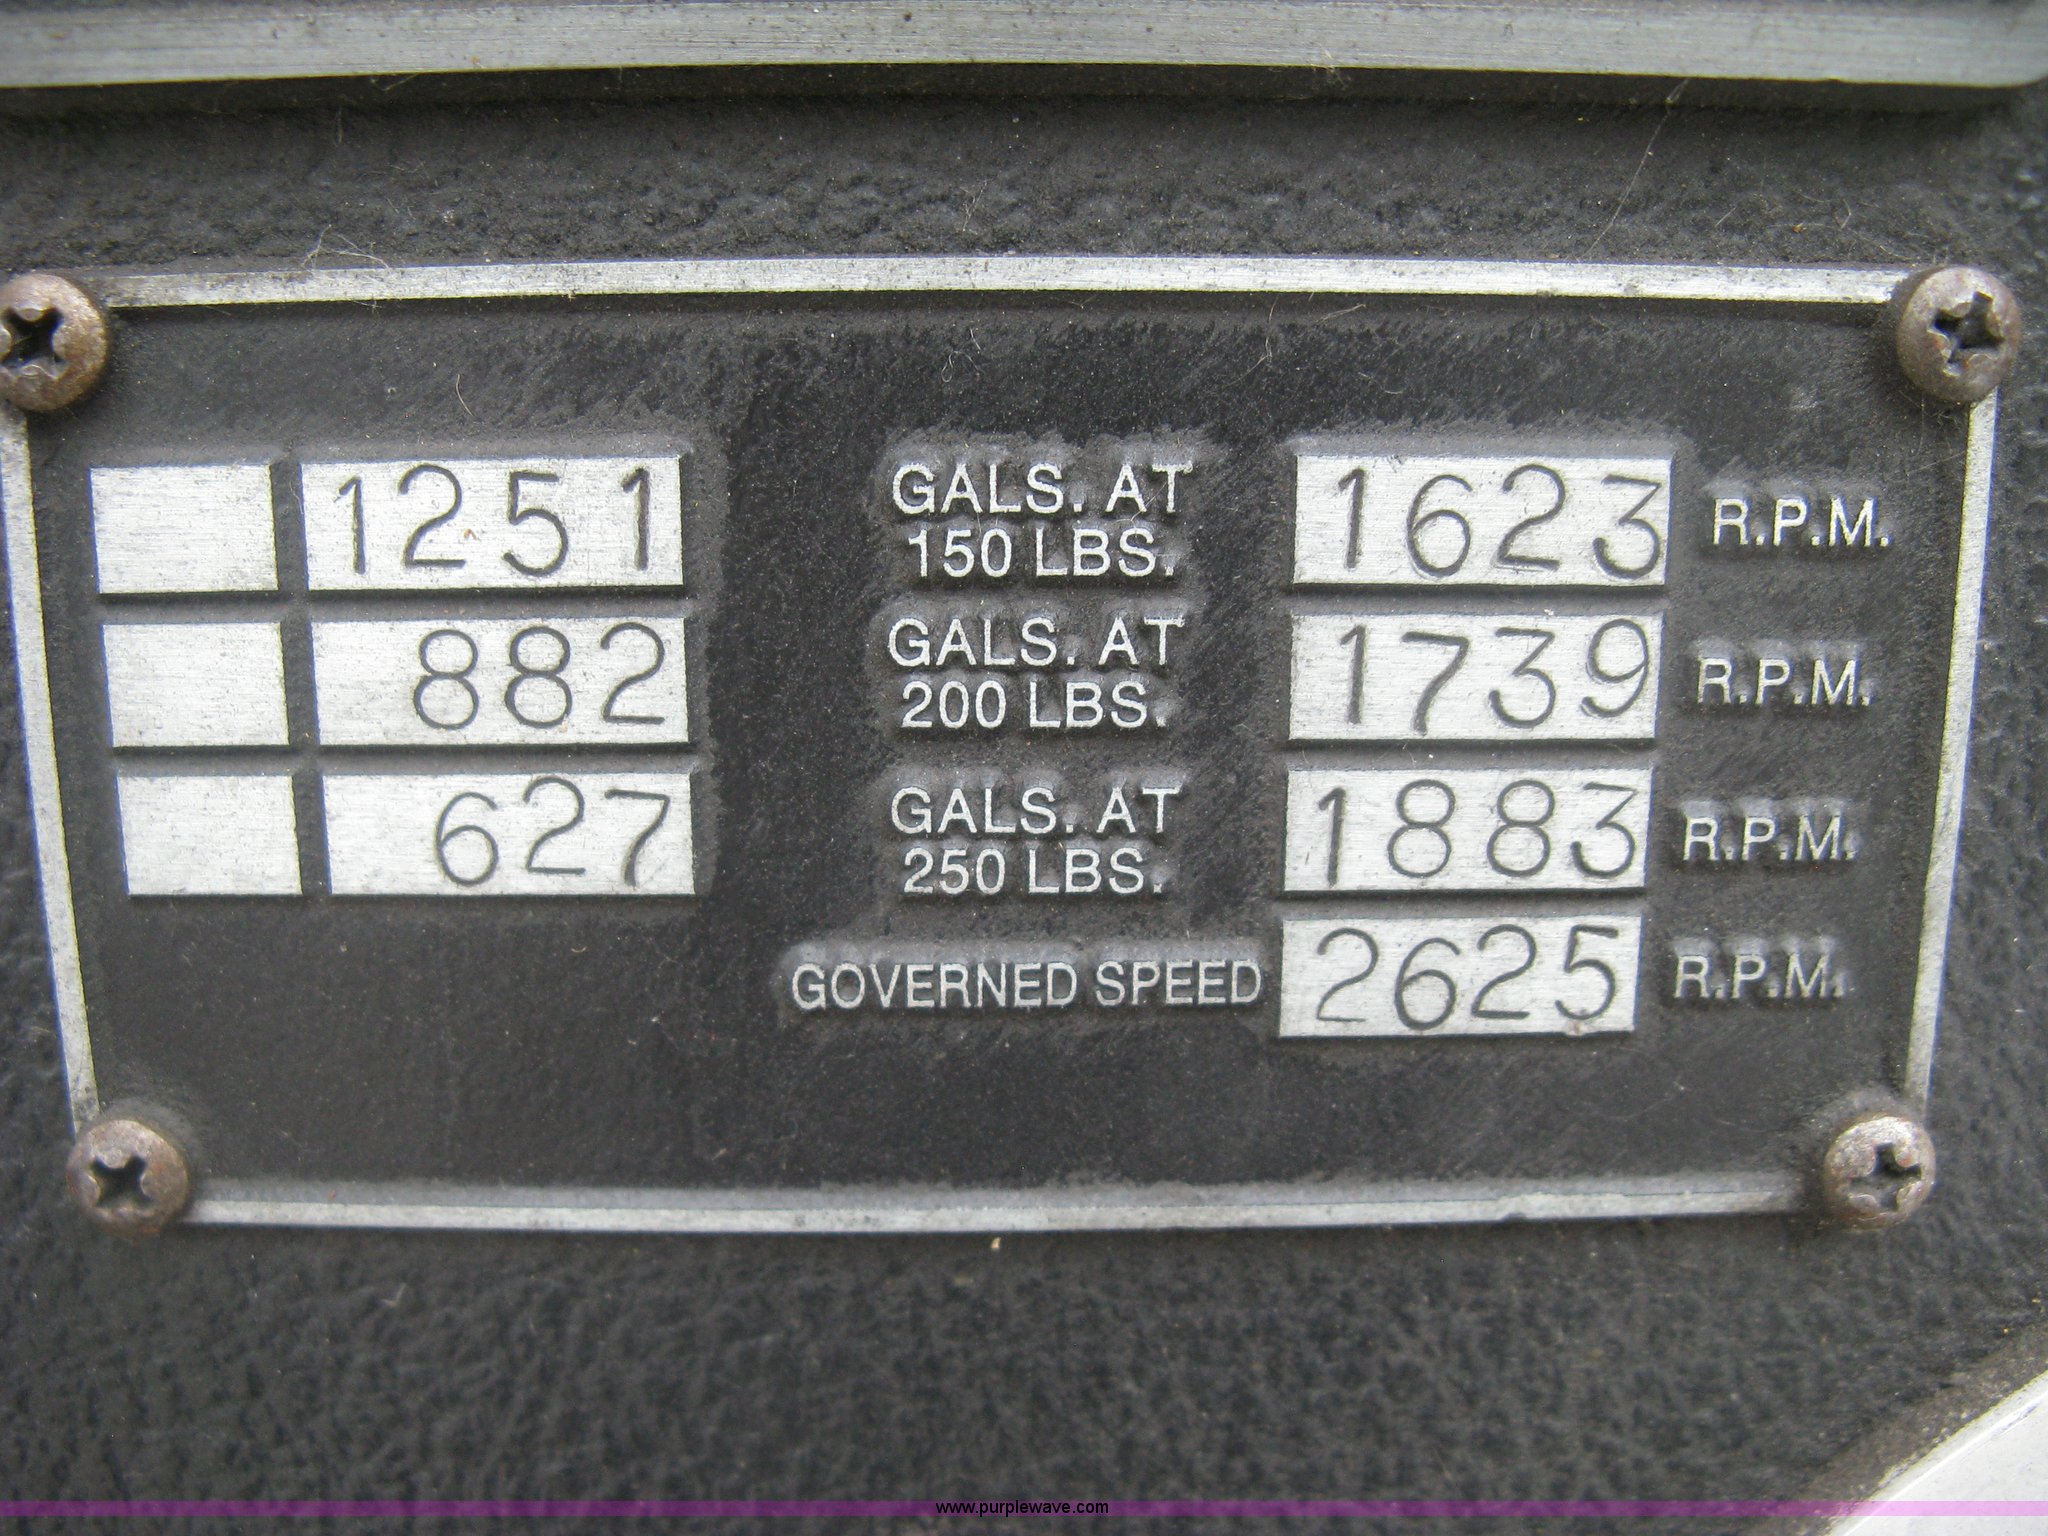 1251 GALS. AT 150 LBS. 1623 R.P.M.
882 GALS. AT 200 LBS. 1739 R.P.M.
627 GALS. AT 250 LBS. 1883 R.P.M.
GOVERNED SPEED 2625 R.P.M.
www.purplewave.com